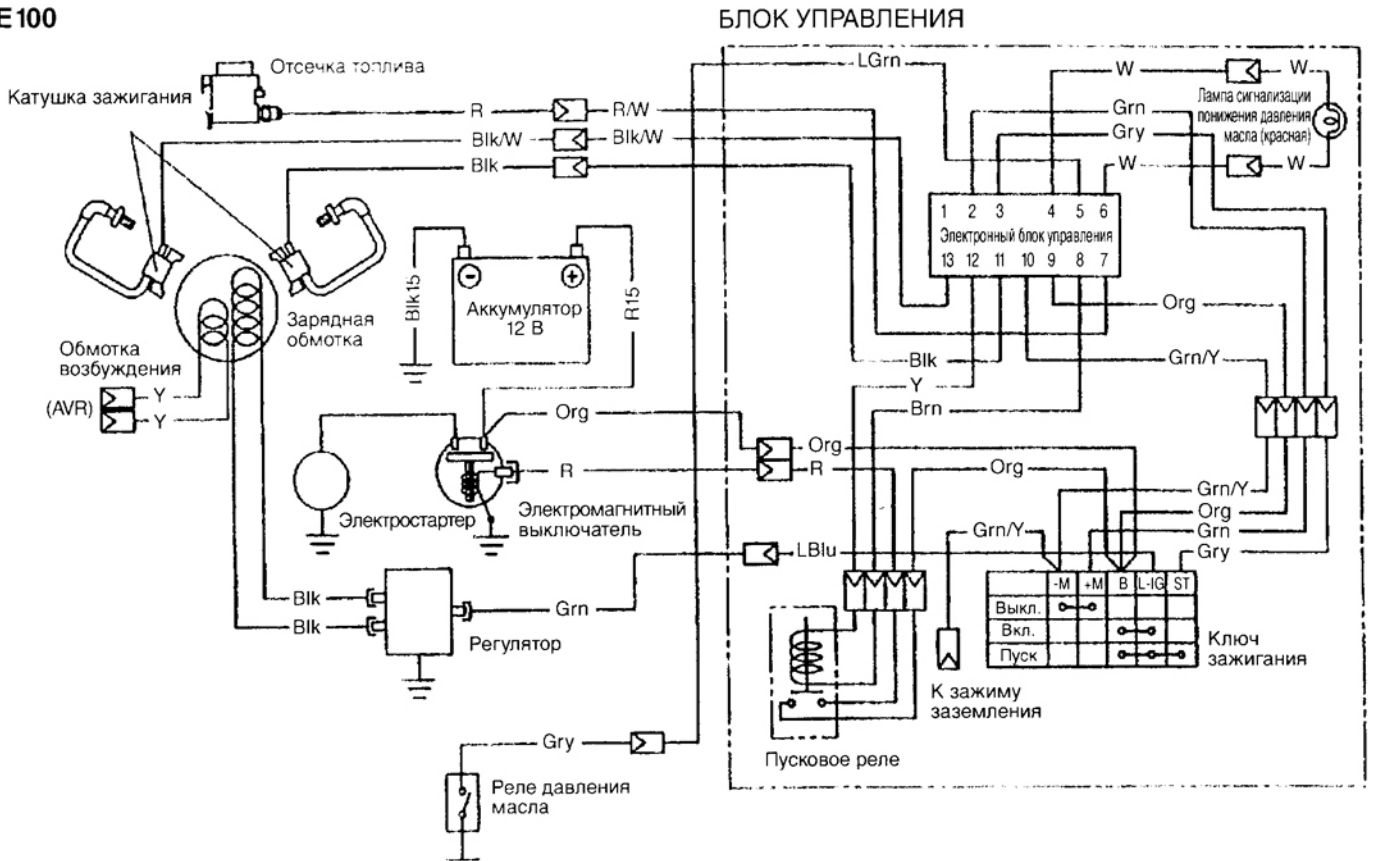 E100
БЛОК УПРАВЛЕНИЯ
Отсечка топлива
Катушка зажигания
R
R/W
Blk/W
Blk/W
Blk
LGrn
W
W
Grn
Gry
W
W
Лампа сигнализации
понижения давления
масла (красная)
1 2 3 4 5 6
Электронный блок управления
13 12 11 10 9 8 7
Blk15
Аккумулятор
12 В
R15
Зарядная
обмотка
Обмотка
возбуждения
(AVR)
Y
Y
Org
Blk
Grn/Y
Y
Brn
Org
Org
R
R
Org
Электростартер
Электромагнитный
выключатель
Grn/Y
Org
Grn
Gry
Grn/Y
LBlu
-M +M B L-IG ST
Выкл.
Вкл.
Пуск
Ключ
зажигания
Blk
Blk
Grn
Регулятор
К зажиму
заземления
Пусковое реле
Gry
Реле давления
масла